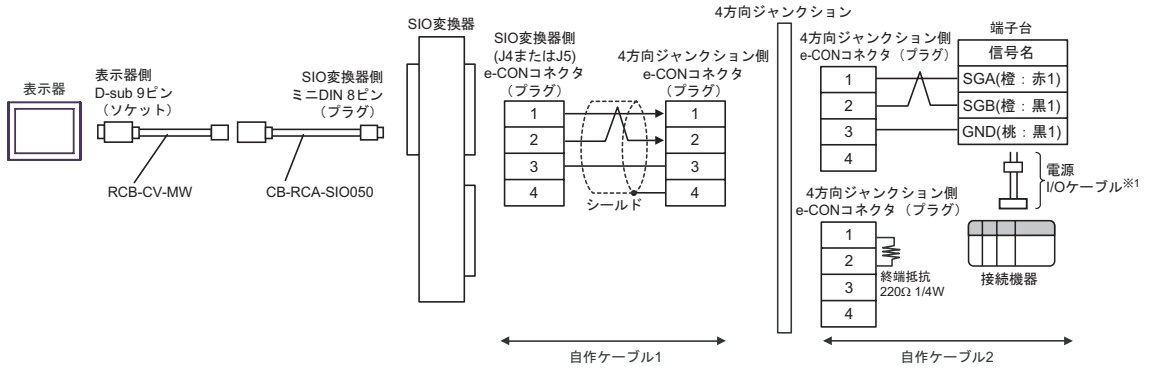 表示器
表示器側
D-sub 9ピン
（ソケット）
RCB-CV-MW
SIO変換器側
ミニDIN 8ピン
（プラグ）
CB-RCA-SIO050
SIO変換器
SIO変換器側
(J4またはJ5)
e-CONコネクタ
（プラグ）
1
2
3
4
シールド
4方向ジャンクション側
e-CONコネクタ
（プラグ）
1
2
3
4
自作ケーブル1
4方向ジャンクション
4方向ジャンクション側
e-CONコネクタ（プラグ）
1
2
3
4
端子台
信号名
SGA(橙：赤1)
SGB(橙：黒1)
GND(桃：黒1)
電源
I/Oケーブル※1
接続機器
4方向ジャンクション側
e-CONコネクタ（プラグ）
1
2
3
4
終端抵抗
220Ω 1/4W
自作ケーブル2